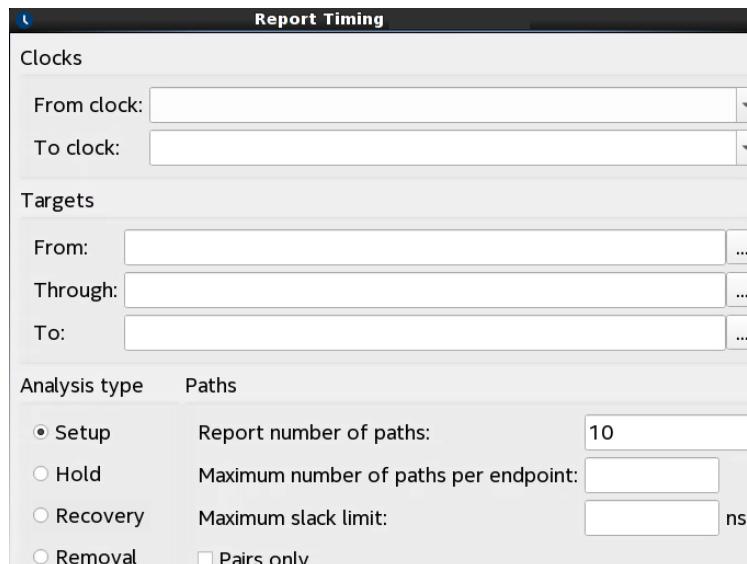 Report Timing
Clocks
From clock:
To clock:
Targets
From:
...
Through:
...
To:
...
Analysis type Paths
Setup Report number of paths: 10
Hold Maximum number of paths per endpoint:
Recovery Maximum slack limit: ns
Removal Pairs only